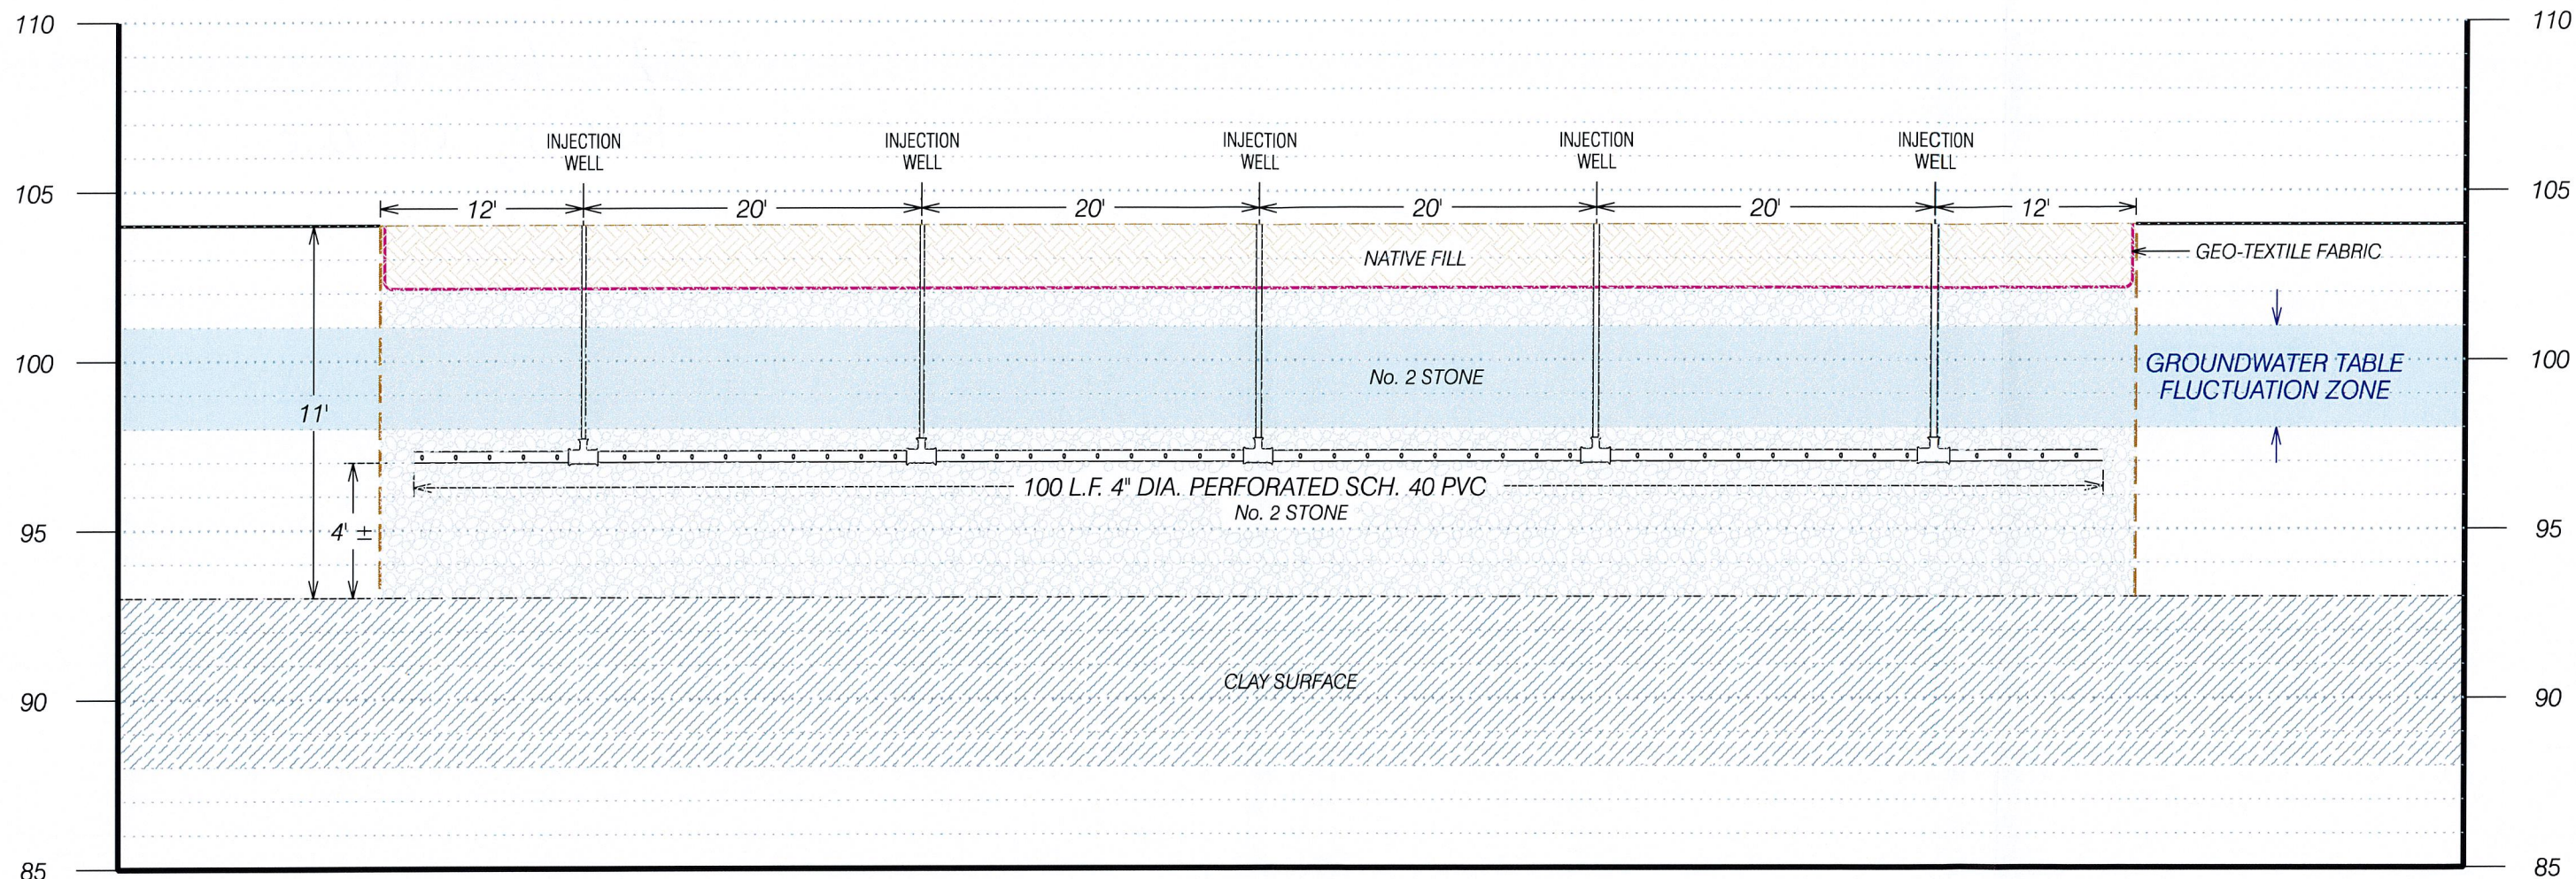 110
110
INJECTION
WELL
INJECTION
WELL
INJECTION
WELL
INJECTION
WELL
INJECTION
WELL
105
105
12'
20'
20'
20'
20'
12'
NATIVE FILL
GEO-TEXTILE FABRIC
100
100
GROUNDWATER TABLE
FLUCTUATION ZONE
No. 2 STONE
11'
100 L.F. 4" DIA. PERFORATED SCH. 40 PVC
No. 2 STONE
95
4' ±
95
CLAY SURFACE
90
90
85
85